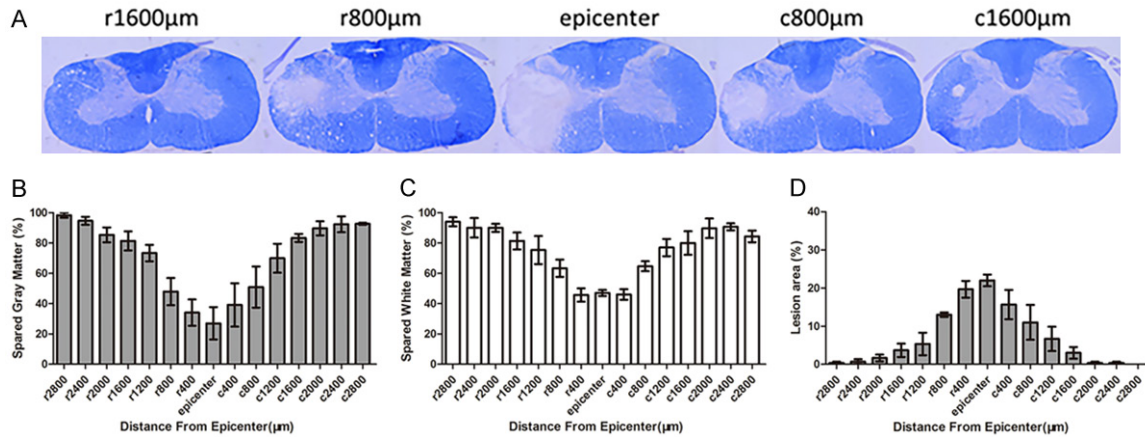 A
r1600µm r800µm epicenter c800µm c1600µm
B
Spared Gray Matter (%)
100
80
60
40
20
0
r2800 r2400 r2000 r1600 r1200 r800 r400 epicenter c400 c800 c1200 c1600 c2000 c2400 c2800
Distance From Epicenter(µm)
C
Spared White Matter (%)
100
80
60
40
20
0
r2800 r2400 r2000 r1600 r1200 r800 r400 epicenter c400 c800 c1200 c1600 c2000 c2400 c2800
Distance From Epicenter(µm)
D
Lesion area (%)
40
30
20
10
0
r2800 r2400 r2000 r1600 r1200 r800 r400 epicenter c400 c800 c1200 c1600 c2000 c2400 c2800
Distance From Epicenter(µm)